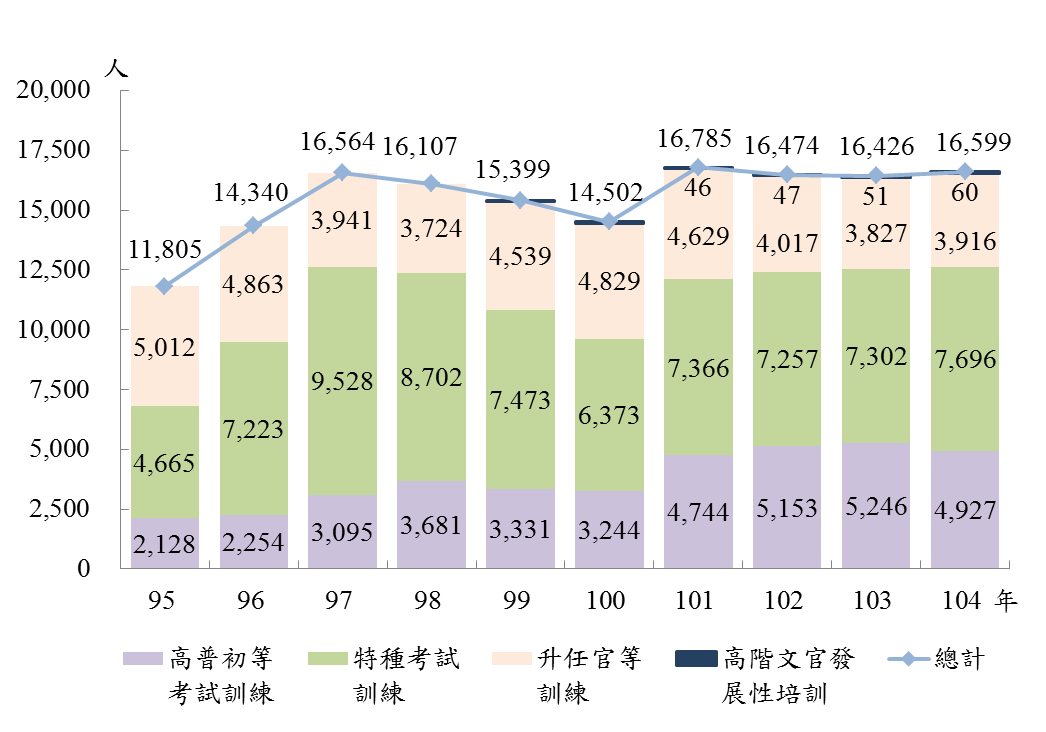 人
20,000
17,500
15,000
12,500
10,000
7,500
5,000
2,500
0
11,805 14,340 16,564 16,107 15,399 14,502 16,785 16,474 16,426 16,599
46 47 51 60
5,012 4,863 3,941 3,724 4,539 4,829 4,629 4,017 3,827 3,916
4,665 7,223 9,528 8,702 7,473 6,373 7,366 7,257 7,302 7,696
2,128 2,254 3,095 3,681 3,331 3,244 4,744 5,153 5,246 4,927
95 96 97 98 99 100 101 102 103 104 年
高普初等
考試訓練
特種考試
訓練
升任官等
訓練
高階文官發
展性培訓
總計